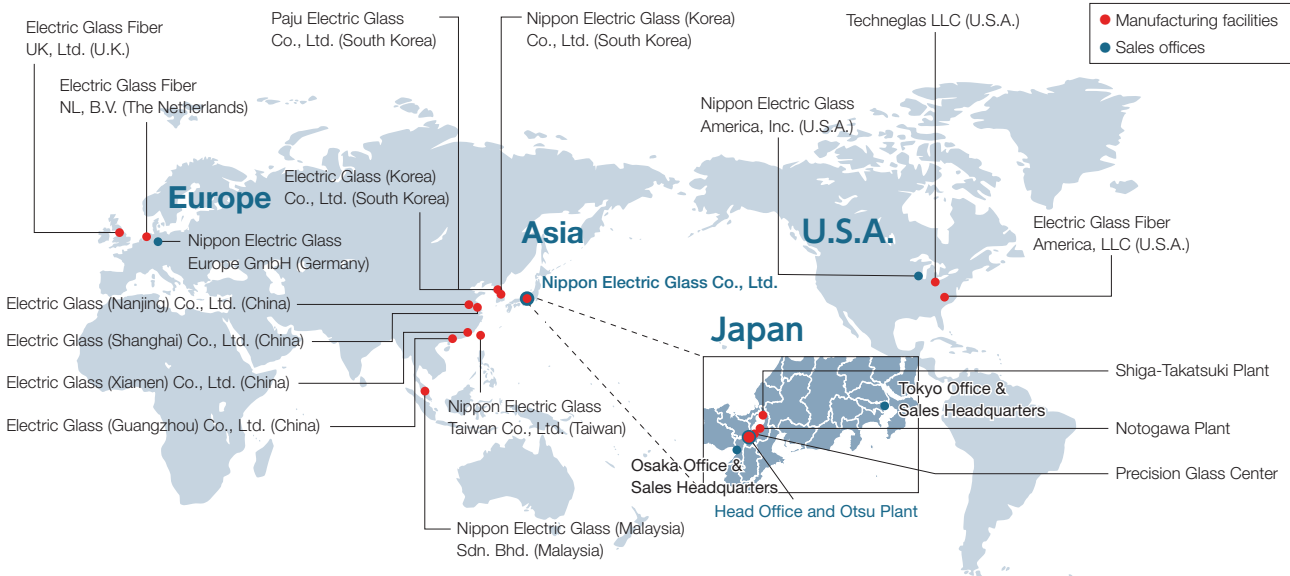 Electric Glass Fiber
UK, Ltd. (U.K.)
Electric Glass Fiber
NL, B.V. (The Netherlands)
Paju Electric Glass
Co., Ltd. (South Korea)
Nippon Electric Glass (Korea)
Co., Ltd. (South Korea)
Techneglas LLC (U.S.A.)
Manufacturing facilities
Sales offices
Nippon Electric Glass
America, Inc. (U.S.A.)
Electric Glass (Korea)
Co., Ltd. (South Korea)
Europe
Asia
U.S.A.
Electric Glass Fiber
America, LLC (U.S.A.)
Nippon Electric Glass
Europe GmbH (Germany)
Nippon Electric Glass Co., Ltd.
Electric Glass (Nanjing) Co., Ltd. (China)
Electric Glass (Shanghai) Co., Ltd. (China)
Electric Glass (Xiamen) Co., Ltd. (China)
Electric Glass (Guangzhou) Co., Ltd. (China)
Nippon Electric Glass
Taiwan Co., Ltd. (Taiwan)
Nippon Electric Glass (Malaysia)
Sdn. Bhd. (Malaysia)
Japan
Tokyo Office &
Sales Headquarters
Osaka Office &
Sales Headquarters
Head Office and Otsu Plant
Shiga-Takatsuki Plant
Notogawa Plant
Precision Glass Center